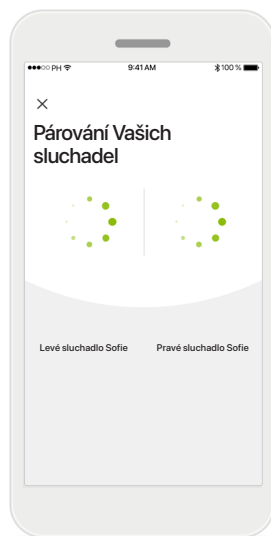 PH 9:41 AM 100 %
Párování Vašich
sluchadel
Levé sluchadlo Sofie Pravé sluchadlo Sofie